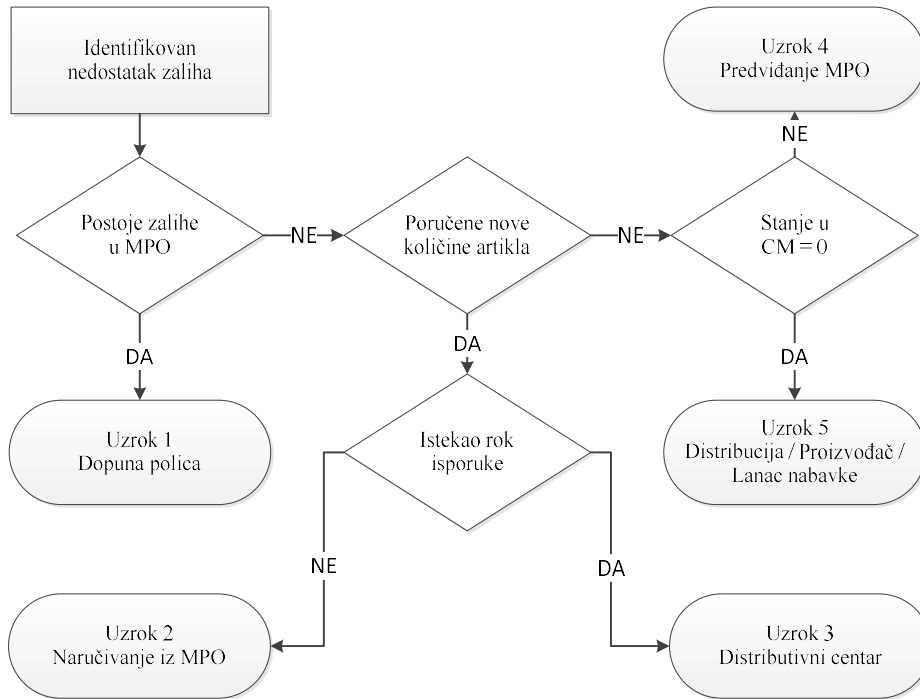 Identifikovan
nedostatak zaliha
Postoje zalihe
u MPO
NE
Poručene nove
količine artikla
NE
Stanje u
CM = 0
NE
Uzrok 4
Predviđanje MPO
DA
Uzrok 1
Dopuna polica
DA
Istekao rok
isporuke
DA
Uzrok 5
Distribucija / Proizvođač /
Lanac nabavke
NE
Uzrok 2
Naručivanje iz MPO
DA
Uzrok 3
Distributivni centar